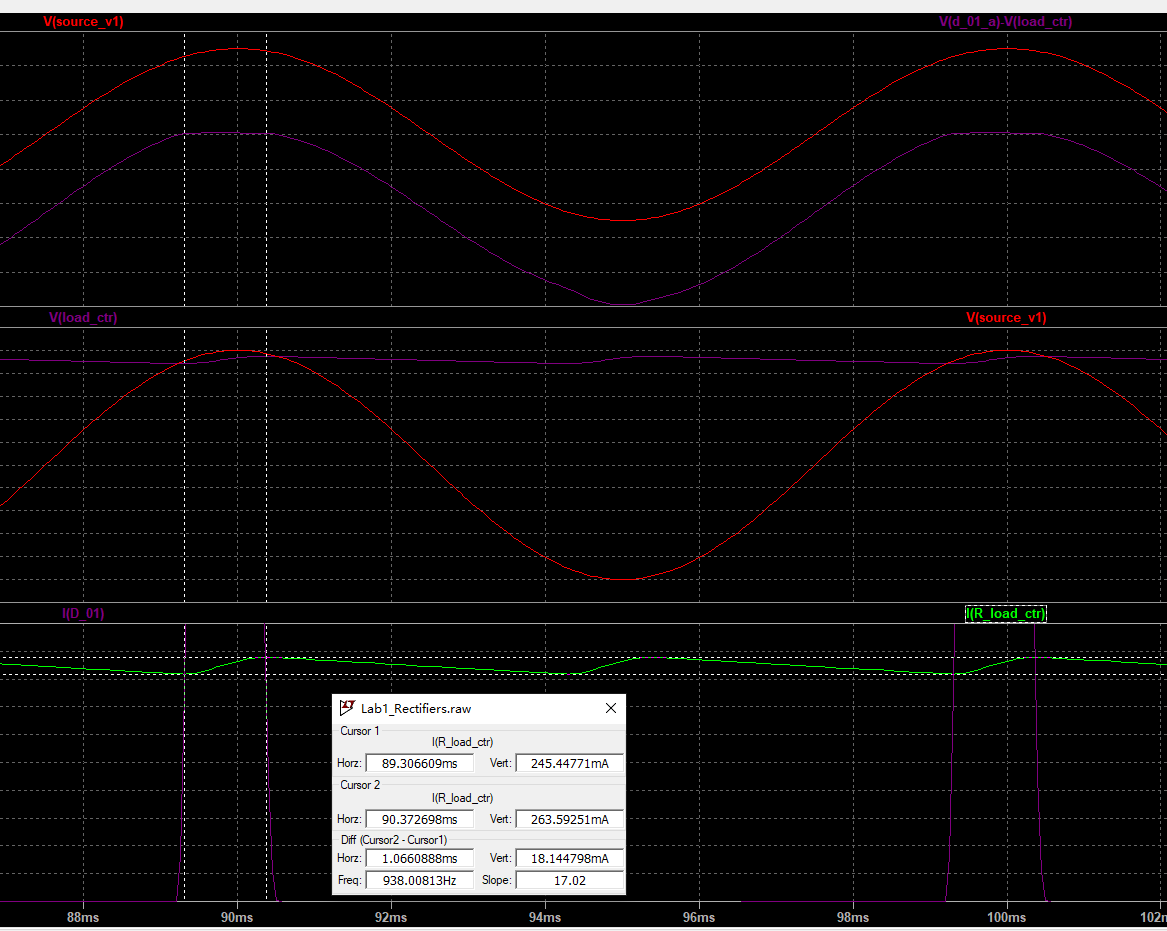 V(source_v1) V(d_01_a)-V(load_ctr)
V(load_ctr) V(source_v1)
I(D_01) I(R_load_ctr)
Lab1_Rectifiers.raw
Cursor 1
I(R_load_ctr)
Horz: 89.306609ms Vert: 245.44771mA
Cursor 2
I(R_load_ctr)
Horz: 90.372698ms Vert: 263.59251mA
Diff (Cursor2 - Cursor1)
Horz: 1.0660888ms Vert: 18.144798mA
Freq: 938.00813Hz Slope: 17.02
88ms 90ms 92ms 94ms 96ms 98ms 100ms 102n